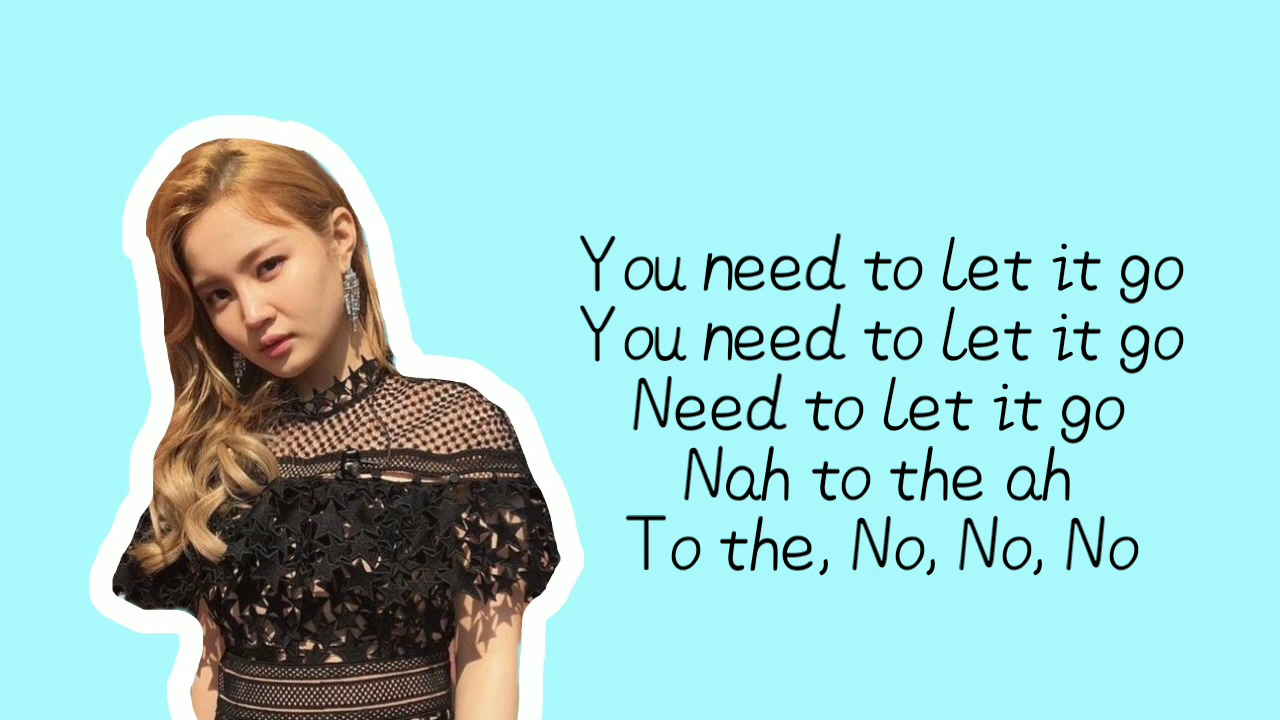 You need to let it go
You need to let it go
Need to let it go
Nah to the ah
To the, No, No, No